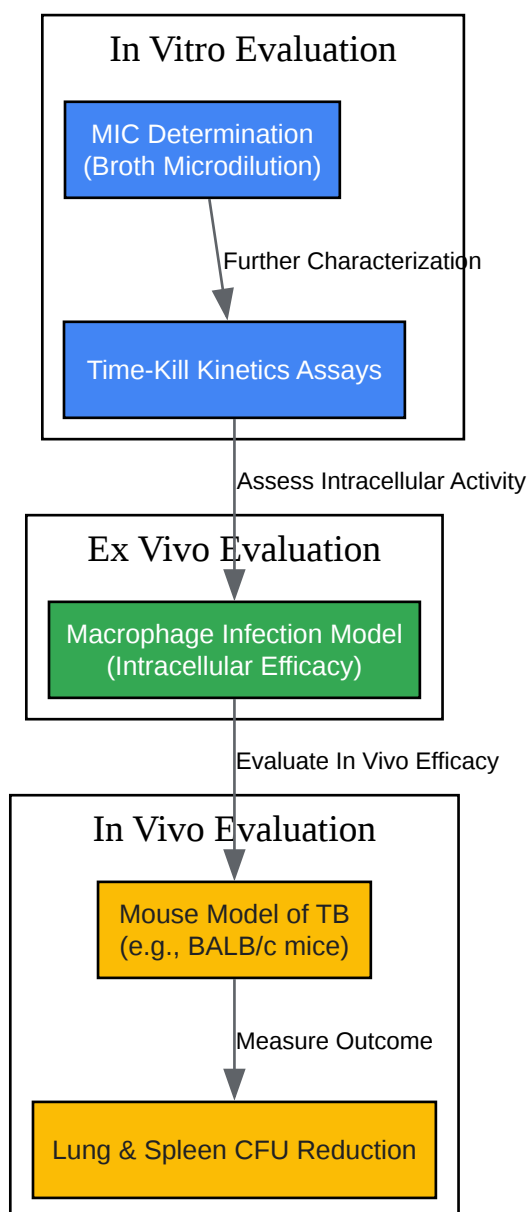 In Vitro Evaluation
MIC Determination
(Broth Microdilution)
Further Characterization
Time-Kill Kinetics Assays
Assess Intracellular Activity
Ex Vivo Evaluation
Macrophage Infection Model
(Intracellular Efficacy)
Evaluate In Vivo Efficacy
In Vivo Evaluation
Mouse Model of TB
(e.g., BALB/c mice)
Measure Outcome
Lung & Spleen CFU Reduction